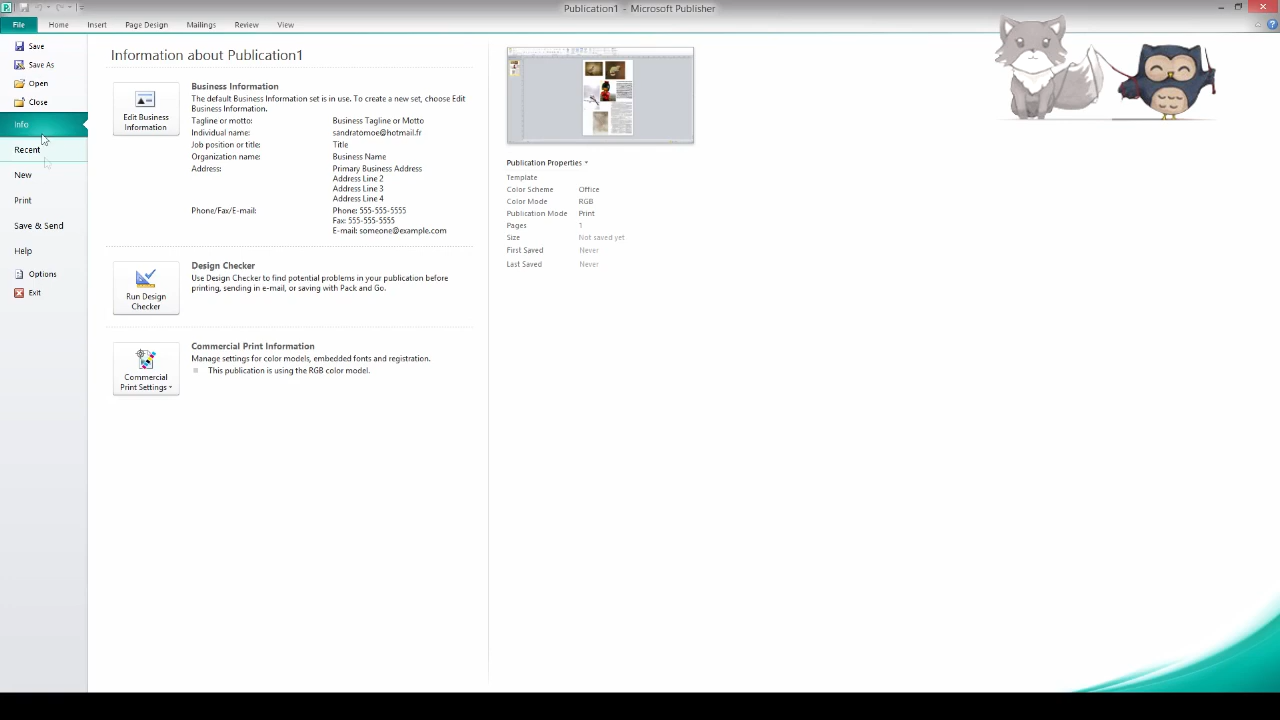 Publication1 - Microsoft Publisher
File Home Insert Page Design Mailings Review View
Save
Save As
Open
Close
Info
Recent
New
Print
Save & Send
Help
Options
Exit
Information about Publication1
Edit Business
Information
Business Information
The default Business Information set is in use. To create a new set, choose Edit
Business Information.
Tagline or motto: Business Tagline or Motto
Individual name: sandratomoe@hotmail.fr
Job position or title: Title
Organization name: Business Name
Address: Primary Business Address
Address Line 2
Address Line 3
Address Line 4
Phone/Fax/E-mail: Phone: 555-555-5555
Fax: 555-555-5555
E-mail: someone@example.com
Run Design
Checker
Design Checker
Use Design Checker to find potential problems in your publication before
printing, sending in e-mail, or saving with Pack and Go.
Commercial
Print Settings
Commercial Print Information
Manage settings for color models, embedded fonts and registration.
This publication is using the RGB color model.
Publication Properties
Template
Color Scheme Office
Color Mode RGB
Publication Mode Print
Pages 1
Size Not saved yet
First Saved Never
Last Saved Never